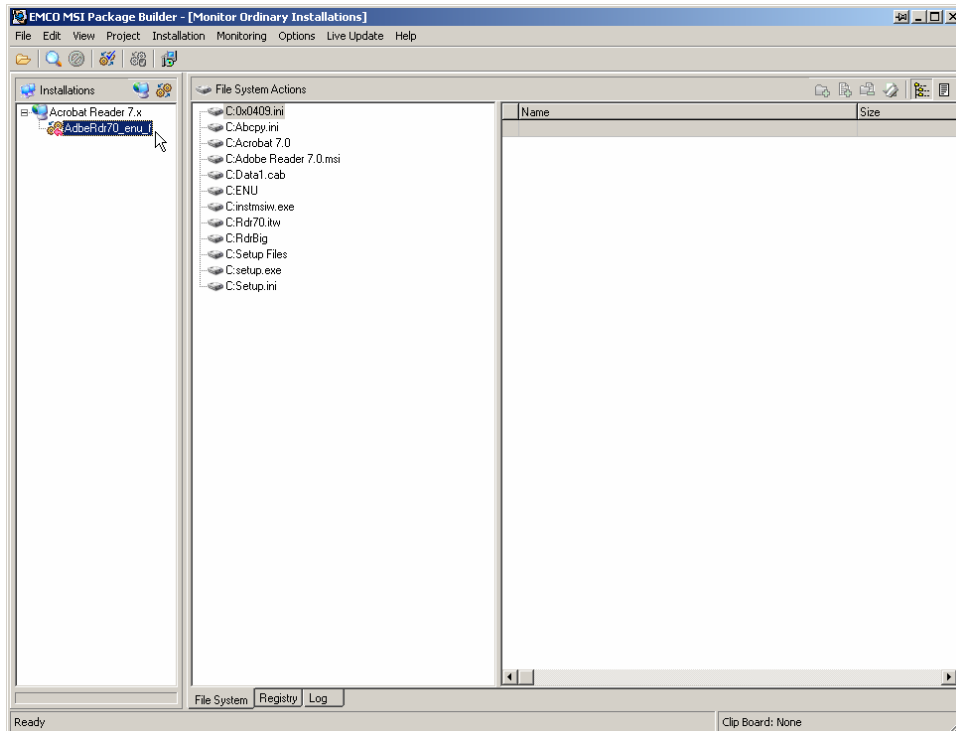 EMCO MSI Package Builder - [Monitor Ordinary Installations]
File Edit View Project Installation Monitoring Options Live Update Help
Installations
File System Actions
Acrobat Reader 7.x
AdbeRdr70_enu_f
C:0x0409.ini
C:Abcpy.ini
C:Acrobat 7.0
C:Adobe Reader 7.0.msi
C:Data1.cab
C:ENU
C:instmsiw.exe
C:Rdr70.itw
C:RdrBig
C:Setup Files
C:setup.exe
C:Setup.ini
Name Size
File System Registry Log
Ready Clip Board: None